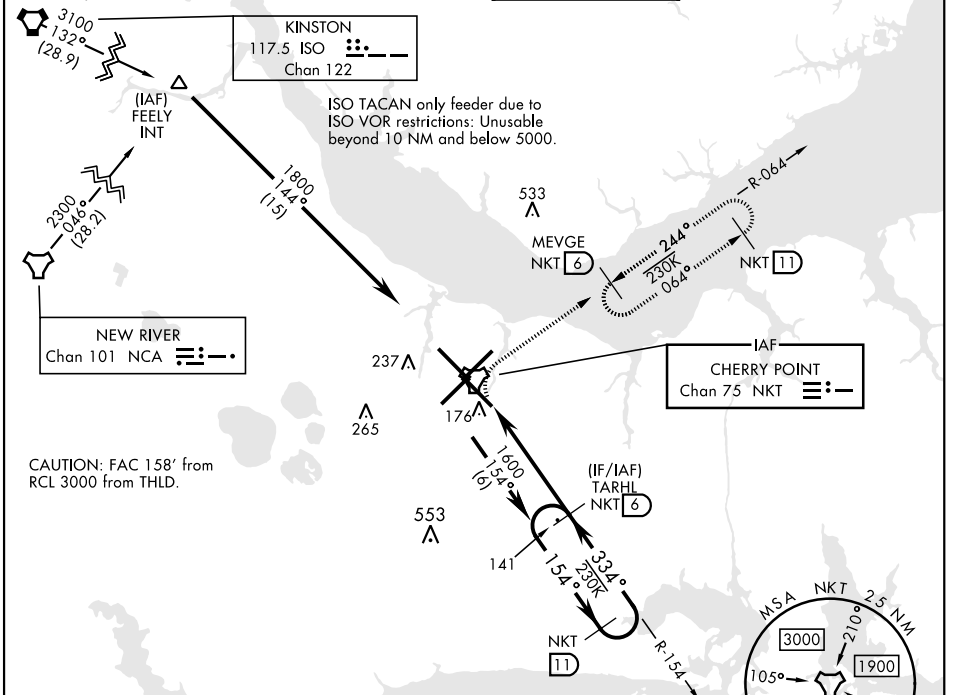 3100
132°
(28.9)
KINSTON
117.5 ISO
Chan 122
(IAF)
FEELY
INT
ISO TACAN only feeder due to
ISO VOR restrictions: Unusable
beyond 10 NM and below 5000.
2300
046°
(28.2)
1800
144°
(15)
533
R-064
MEVGE
NKT 6
244°
230K
064°
NKT 11
NEW RIVER
Chan 101 NCA
237
IAF
CHERRY POINT
Chan 75 NKT
265
176
CAUTION: FAC 158' from
RCL 3000 from THLD.
1600
154°
(6)
(IF/IAF)
TARHL
NKT 6
553
141
334°
230K
154°
NKT
11
R-154
MSA NKT 25 NM
3000
210°
1900
105°